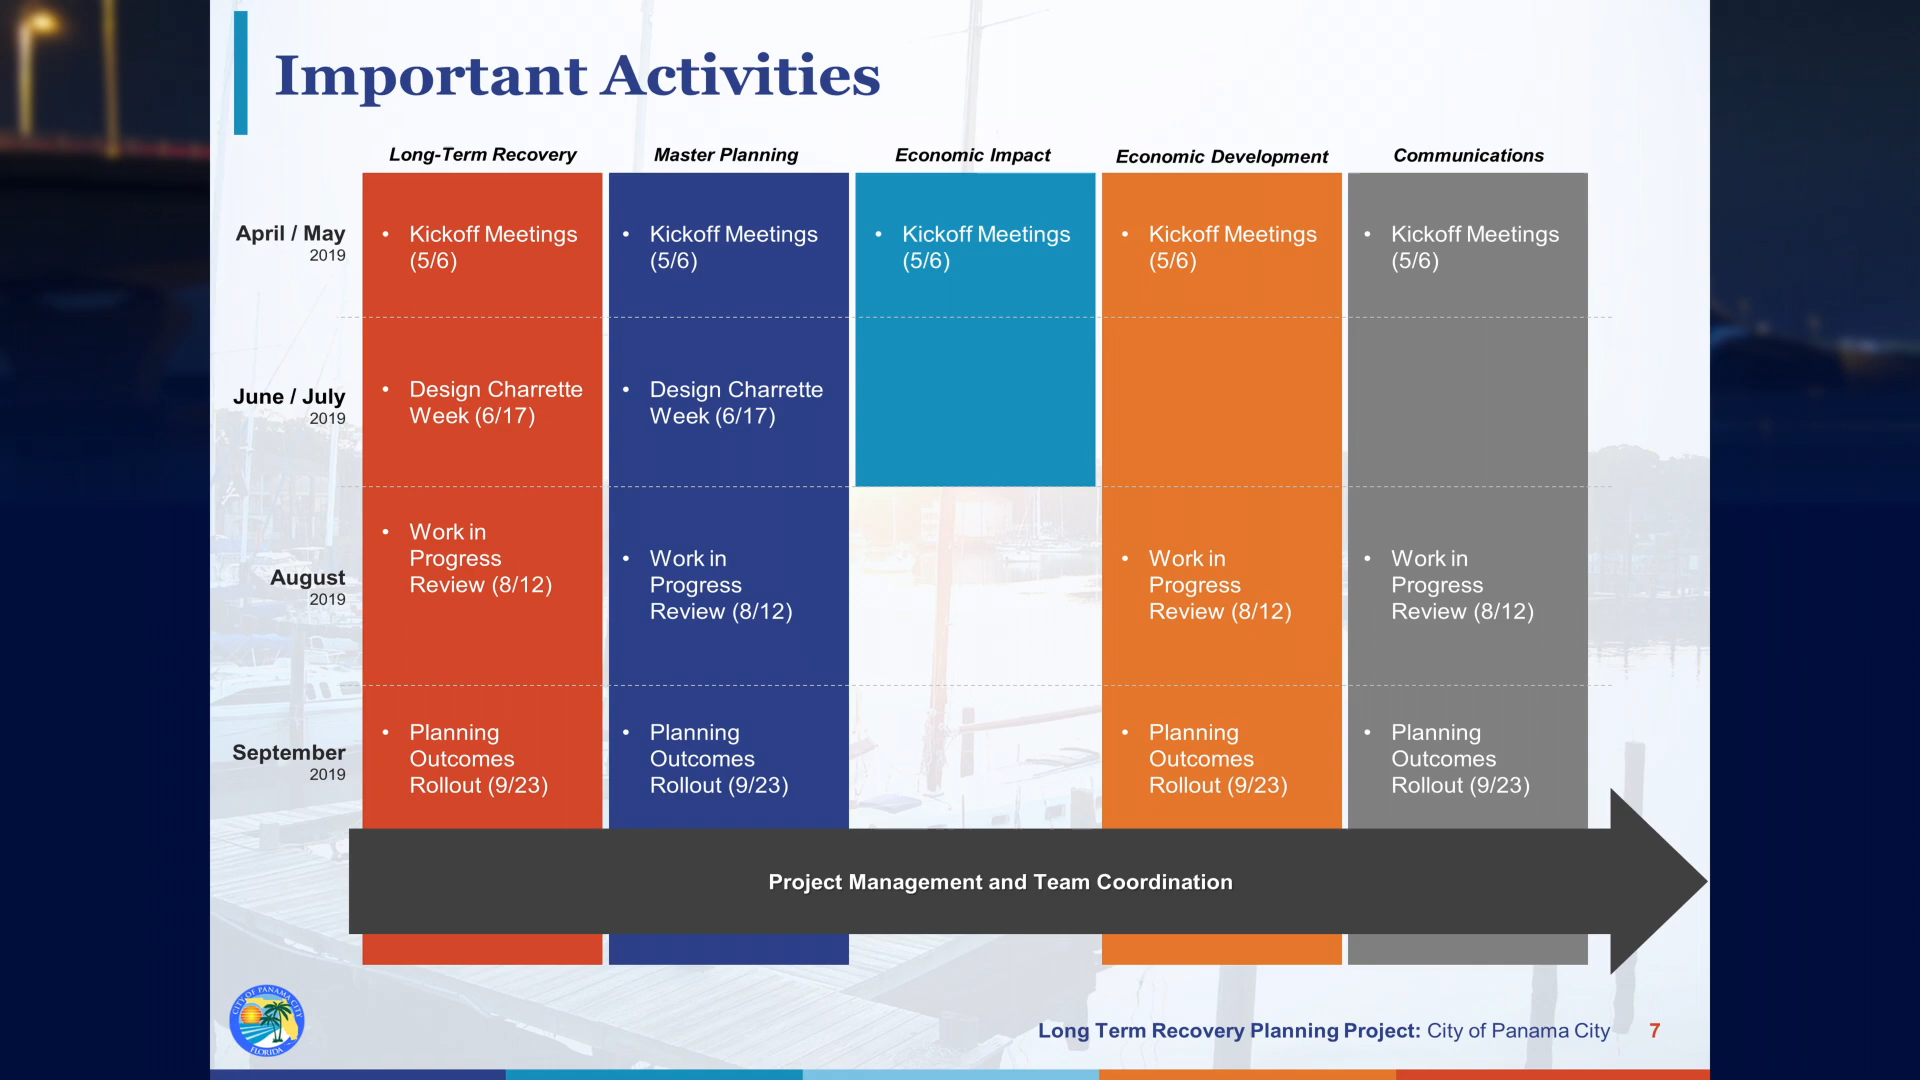 Important Activities
Long-Term Recovery
Master Planning
Economic Impact
Economic Development
Communications
April / May
2019
• Kickoff Meetings
(5/6)
• Kickoff Meetings
(5/6)
• Kickoff Meetings
(5/6)
• Kickoff Meetings
(5/6)
• Kickoff Meetings
(5/6)
June / July
2019
• Design Charrette
Week (6/17)
• Design Charrette
Week (6/17)
August
2019
• Work in
Progress
Review (8/12)
• Work in
Progress
Review (8/12)
• Work in
Progress
Review (8/12)
• Work in
Progress
Review (8/12)
September
2019
• Planning
Outcomes
Rollout (9/23)
• Planning
Outcomes
Rollout (9/23)
• Planning
Outcomes
Rollout (9/23)
• Planning
Outcomes
Rollout (9/23)
Project Management and Team Coordination
CITY OF PANAMA CITY
FLORIDA
Long Term Recovery Planning Project: City of Panama City 7